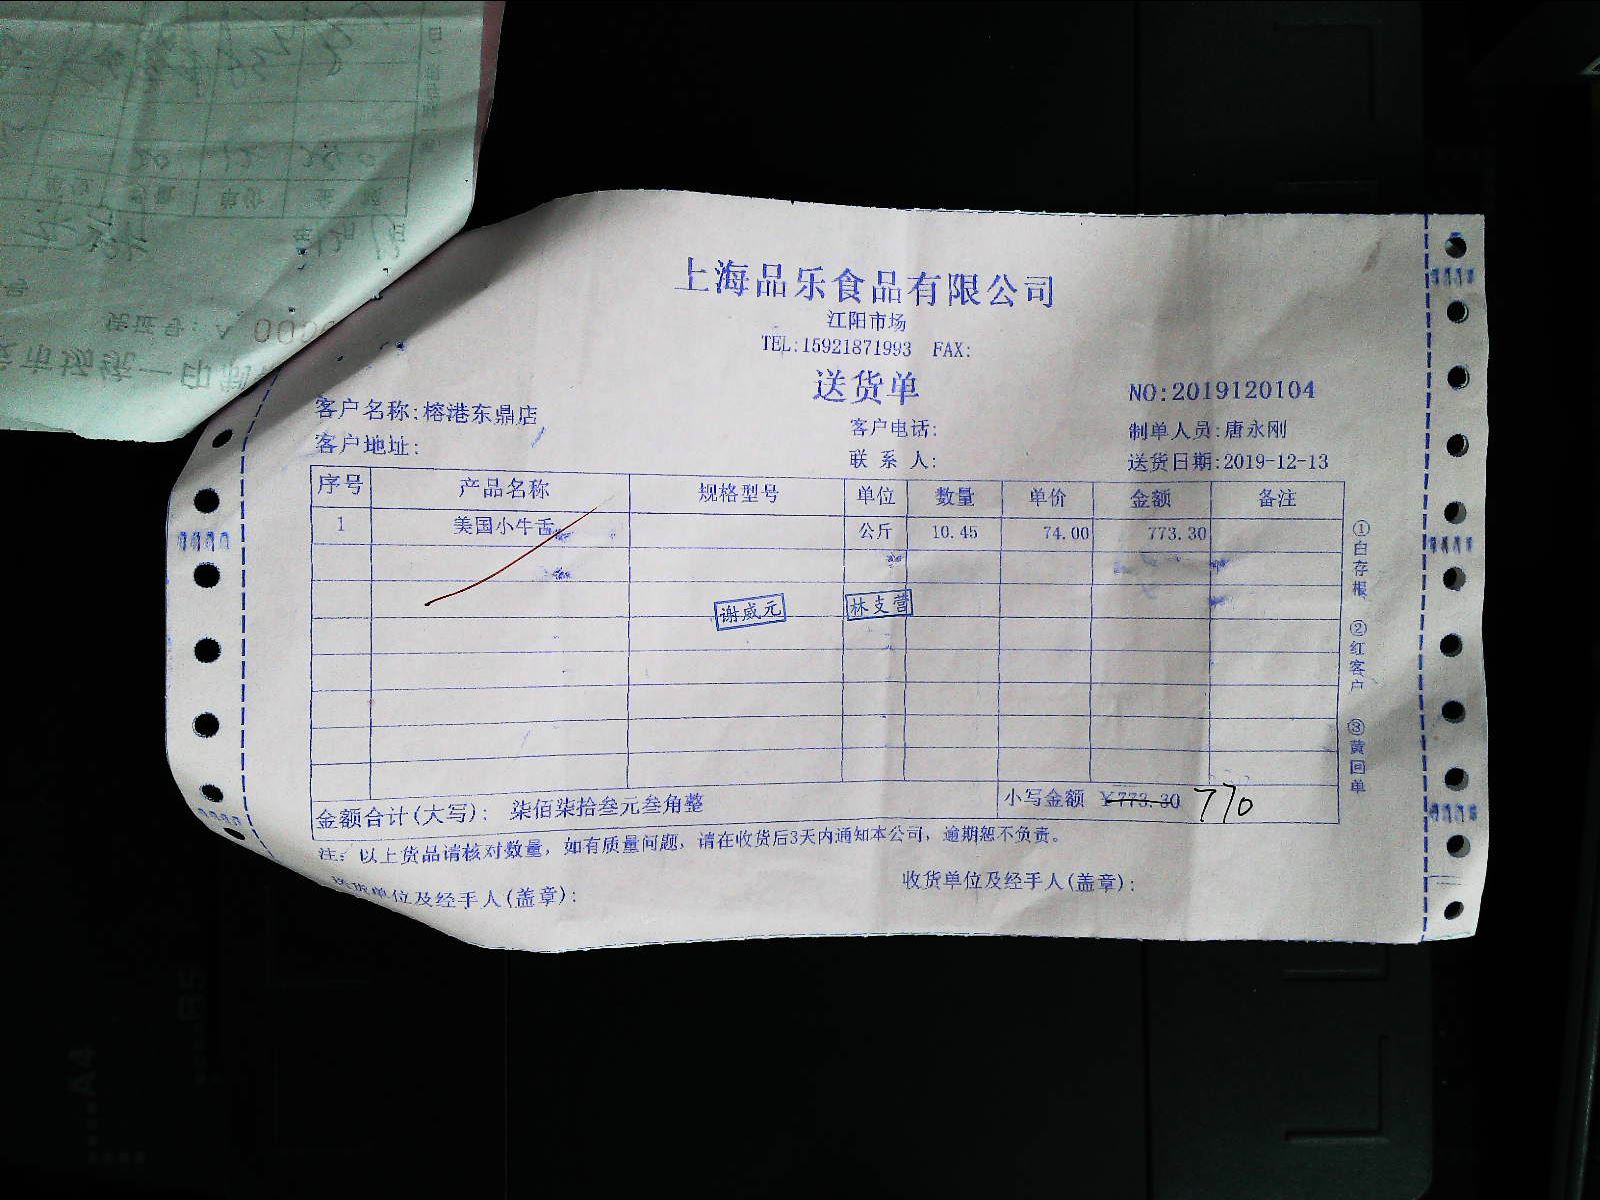 上海品乐食品有限公司
江阳市场
TEL:15921871993 FAX:
送货单
NO:2019120104
客户名称:榕港东鼎店
客户电话:
制单人员:唐永刚
客户地址:
联系人:
送货日期:2019-12-13
序号 产品名称 规格型号 单位 数量 单价 金额 备注
1 美国小牛舌 公斤 10.45 74.00 773.30
谢威元 林支营
金额合计(大写): 柒佰柒拾叁元叁角整 小写金额 ¥773.30 770
注: 以上货品请核对数量, 如有质量问题, 请在收货后3天内通知本公司, 逾期恕不负责。
送货单位及经手人(盖章): 收货单位及经手人(盖章):
①白存根 ②红客户 ③黄回单
A4
B5